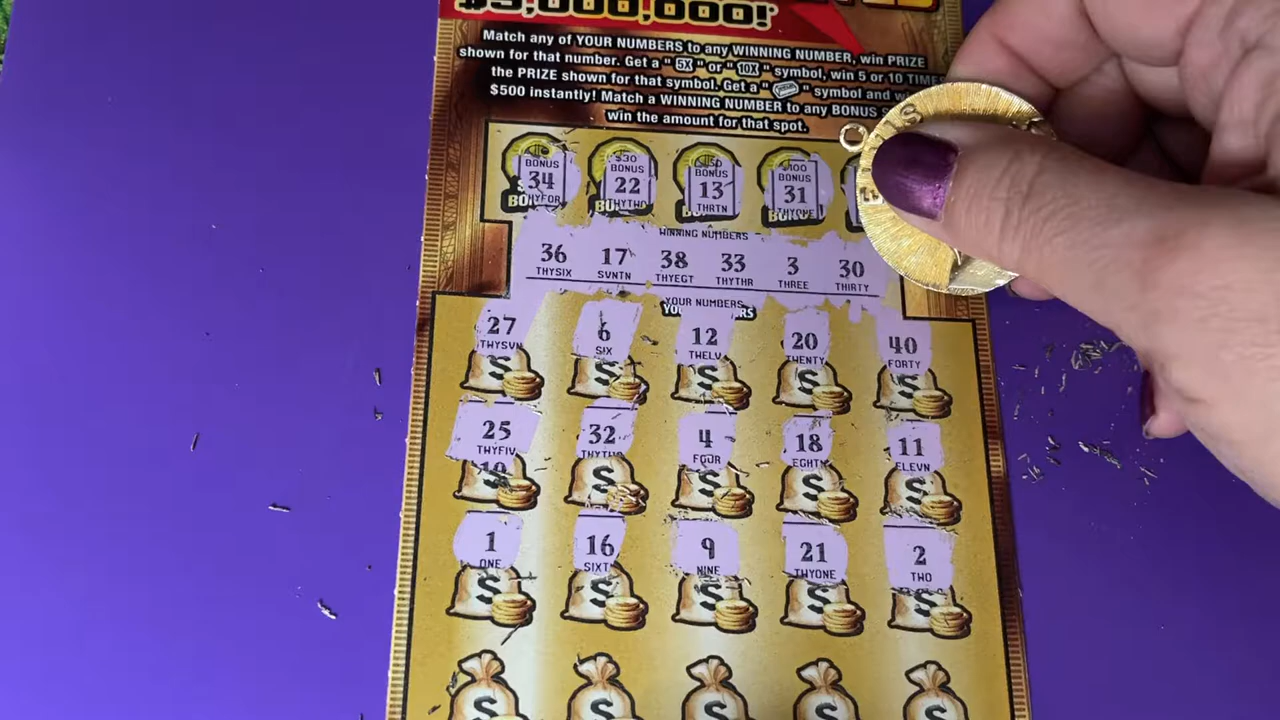 $5,000,000!
Match any of YOUR NUMBERS to any WINNING NUMBER, win PRIZE
shown for that number. Get a "5X" or "10X" symbol, win 5 or 10 TIMES
the PRIZE shown for that symbol. Get a " " symbol and
$500 instantly! Match a WINNING NUMBER to any BONUS
win the amount for that spot.
$30 $100
BONUS BONUS BONUS BONUS
34 22 13 31
THRTN THYONE
WINNING NUMBERS
36 17 38 33 3 30
THYSIX SVNTN THYEGT THYTHR THREE THIRTY
YOUR NUMBERS
27 6 12 20 40
THYSVN SIX TWELV TWENTY FORTY
$ $ $ $ $
25 32 4 18 11
THYFIV FOUR EGHTN ELEVN
$ $ $ $
1 16 9 21 2
ONE SIXTN NINE THYONE TWO
$ $ $ $ $
$ $ $ $ $